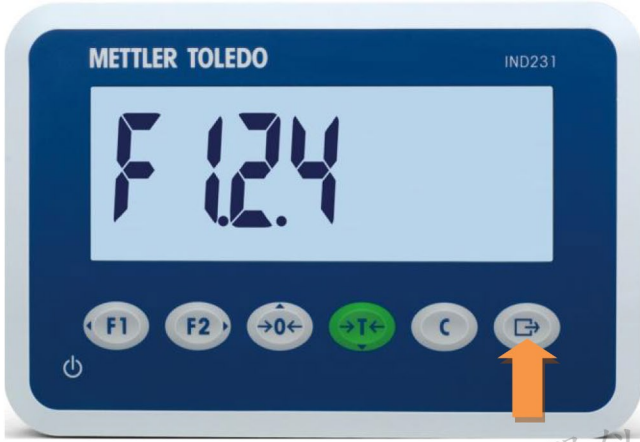 METTLER TOLEDO
IND231
F 1.2.4
F1
F2
→0←
→T←
C